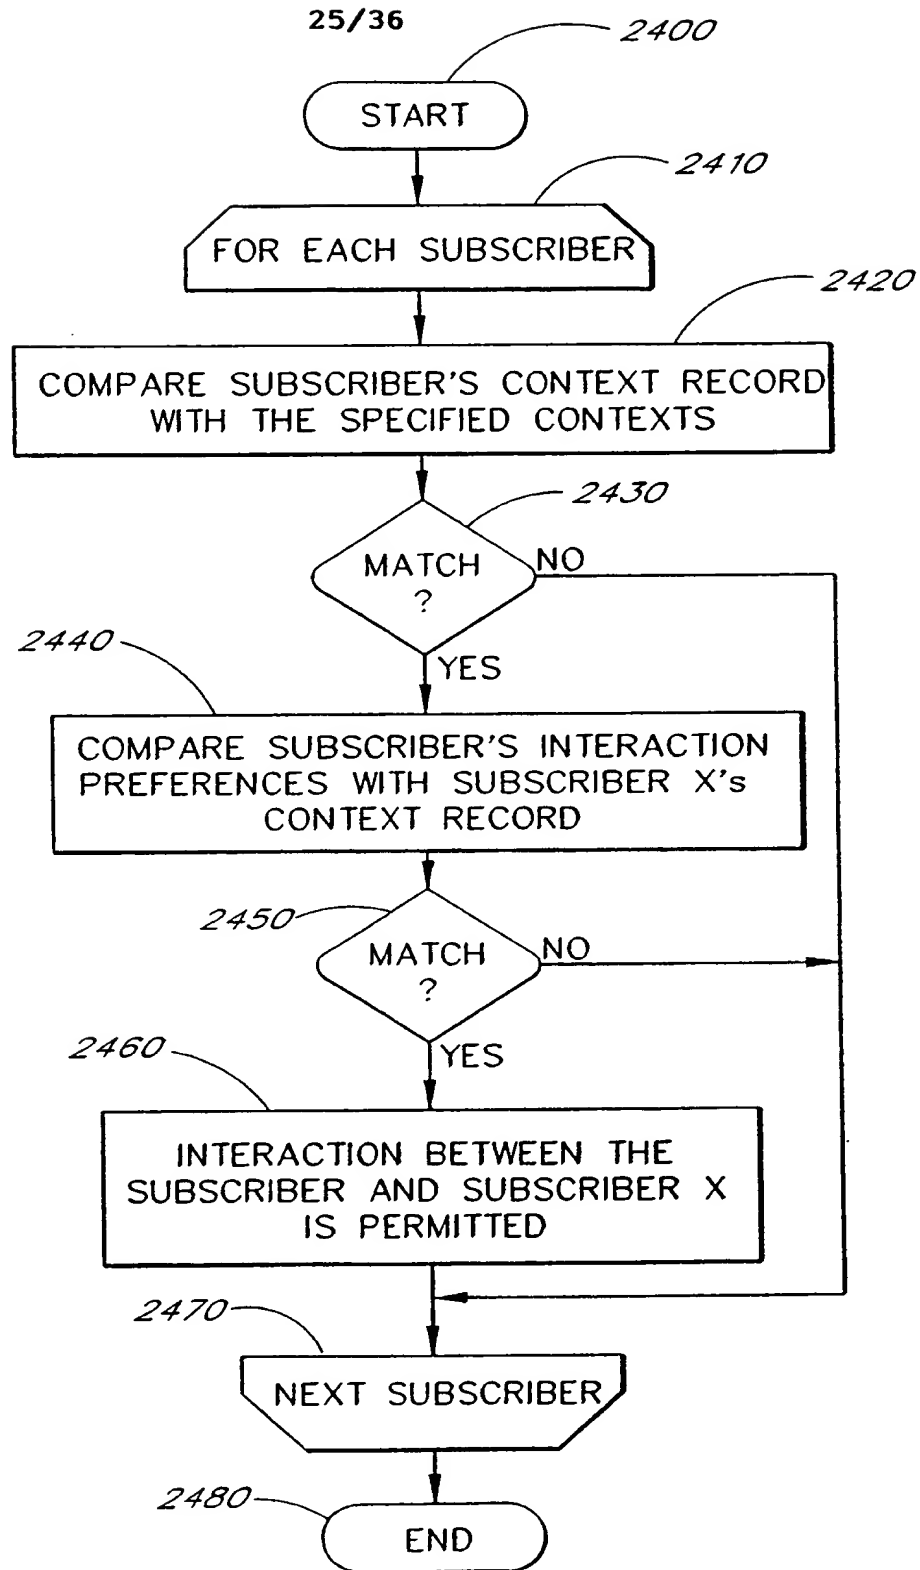 25/36
2400
START
2410
FOR EACH SUBSCRIBER
2420
COMPARE SUBSCRIBER'S CONTEXT RECORD
WITH THE SPECIFIED CONTEXTS
2430
MATCH
?
NO
YES
2440
COMPARE SUBSCRIBER'S INTERACTION
PREFERENCES WITH SUBSCRIBER X's
CONTEXT RECORD
2450
MATCH
?
NO
YES
2460
INTERACTION BETWEEN THE
SUBSCRIBER AND SUBSCRIBER X
IS PERMITTED
2470
NEXT SUBSCRIBER
2480
END